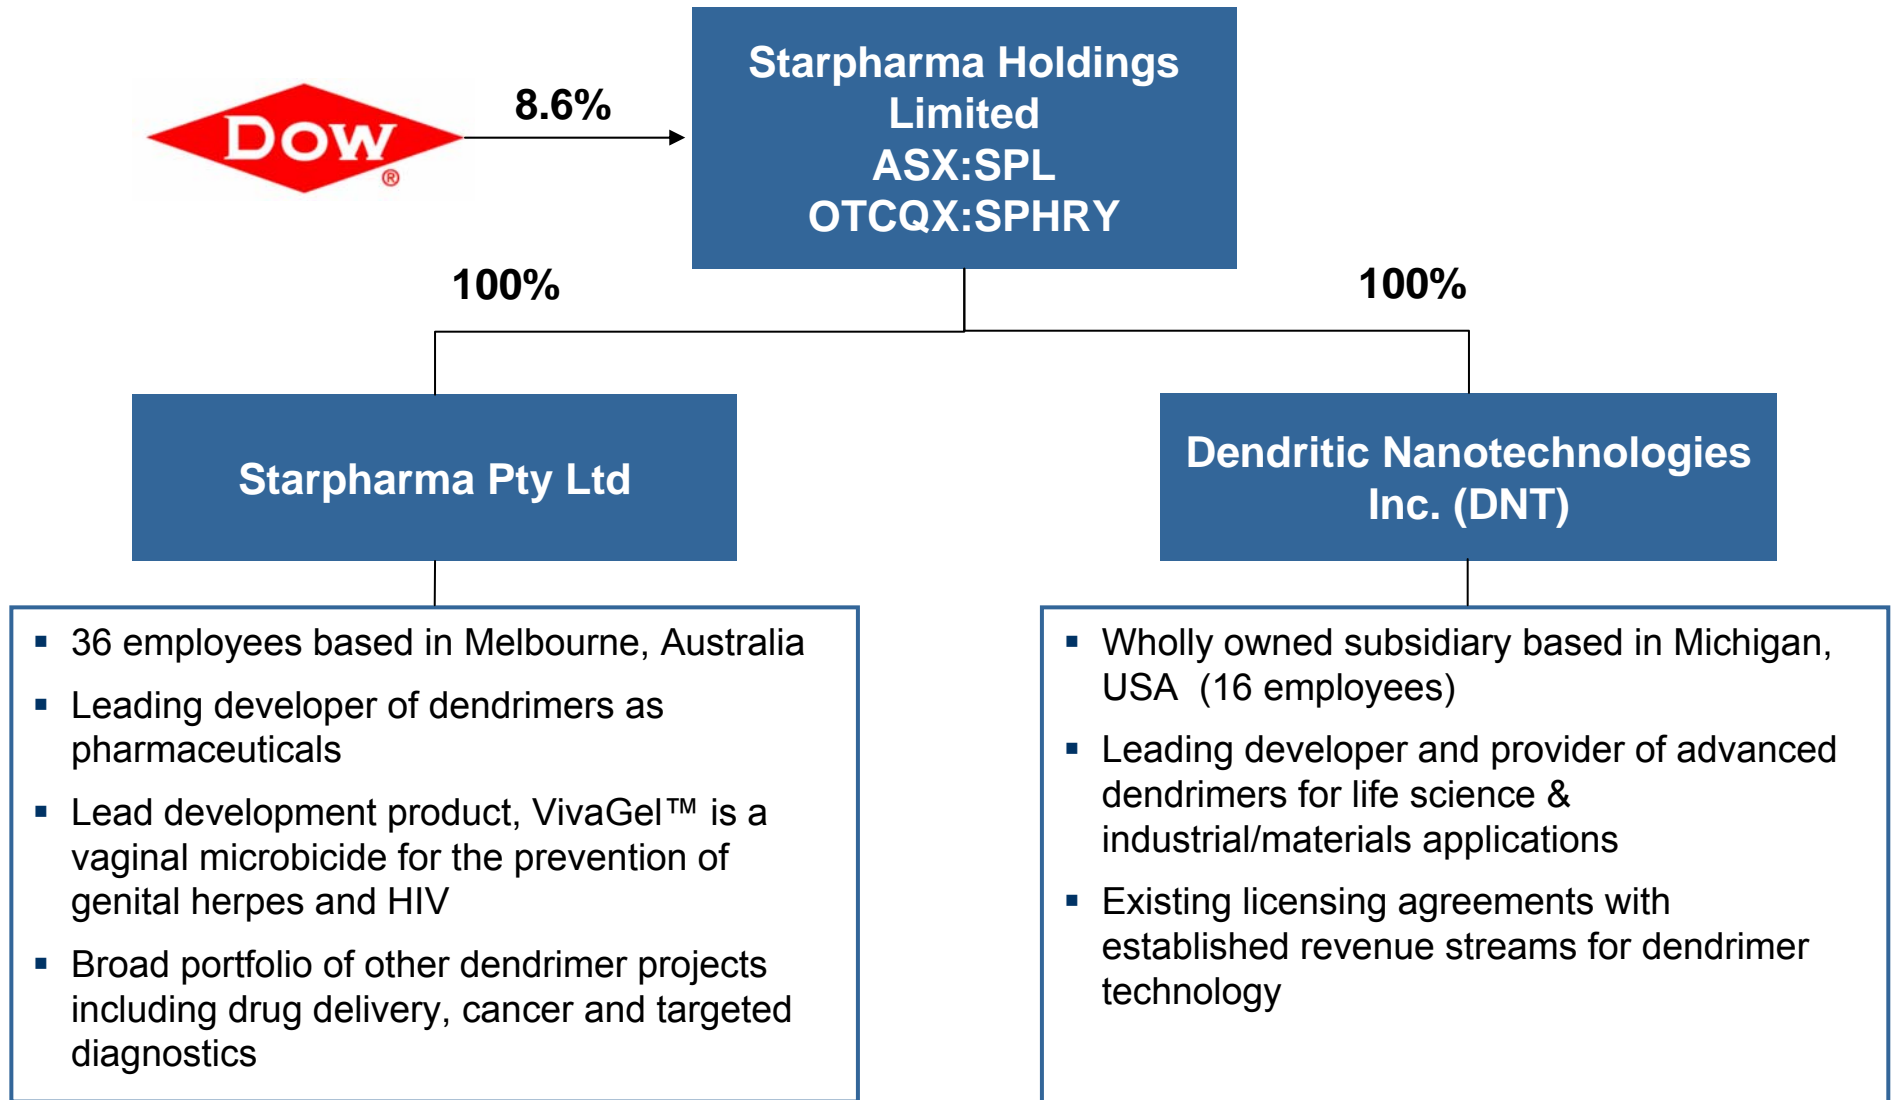 Dow
®
8.6%
Starpharma Holdings
Limited
ASX:SPL
OTCQX:SPHRY
100%
100%
Starpharma Pty Ltd
Dendritic Nanotechnologies
Inc. (DNT)
▪ 36 employees based in Melbourne, Australia
▪ Leading developer of dendrimers as
pharmaceuticals
▪ Lead development product, VivaGel™ is a
vaginal microbicide for the prevention of
genital herpes and HIV
▪ Broad portfolio of other dendrimer projects
including drug delivery, cancer and targeted
diagnostics
▪ Wholly owned subsidiary based in Michigan,
USA  (16 employees)
▪ Leading developer and provider of advanced
dendrimers for life science &
industrial/materials applications
▪ Existing licensing agreements with
established revenue streams for dendrimer
technology